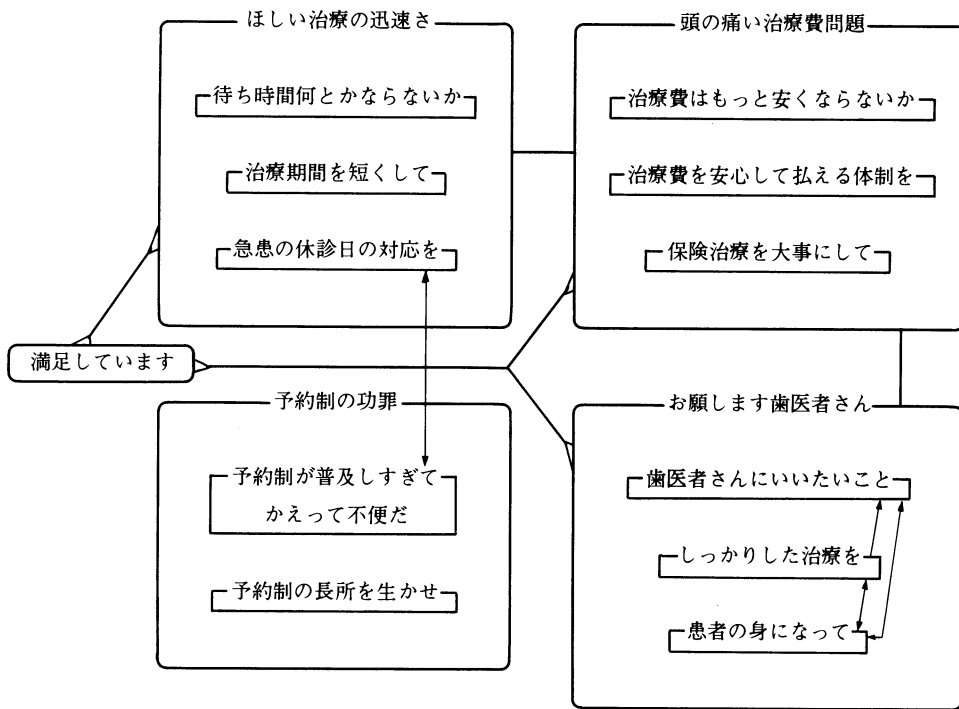 ほしい治療の迅速さ
待ち時間何とかならないか
治療期間を短くして
急患の休診日の対応を
頭の痛い治療費問題
治療費はもっと安くならないか
治療費を安心して払える体制を
保険治療を大事にして
満足しています
予約制の功罪
予約制が普及しすぎて
かえって不便だ
予約制の長所を生かせ
お願いします歯医者さん
歯医者さんにいいたいこと
しっかりした治療を
患者の身になって